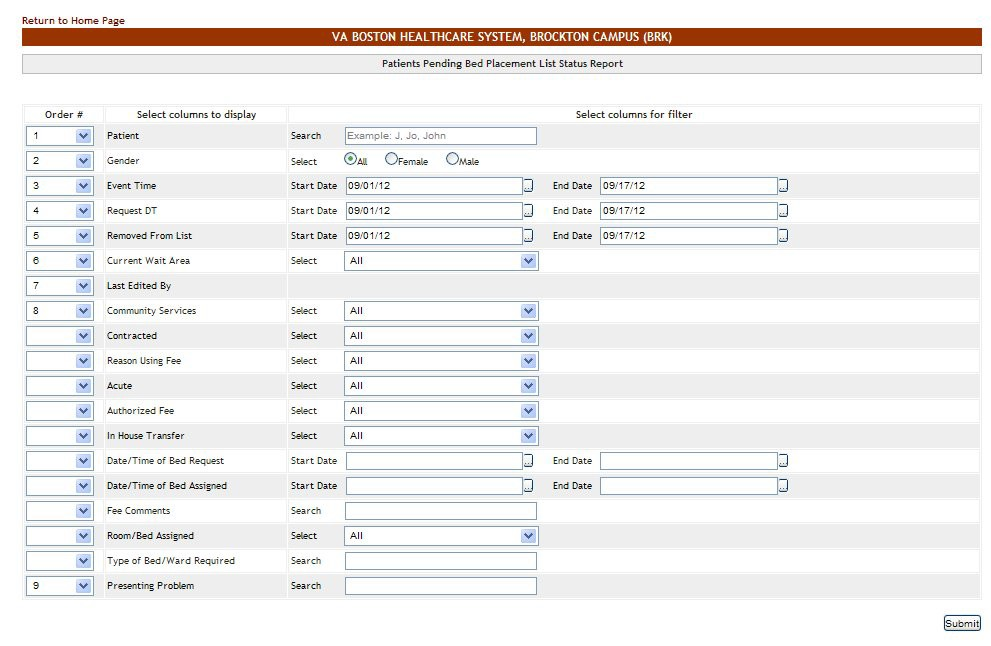 Return to Home Page
VA BOSTON HEALTHCARE SYSTEM, BROCKTON CAMPUS (BRK)
Patients Pending Bed Placement List Status Report
Order # Select columns to display Select columns for filter
1 Patient Search Example: J, Jo, John
2 Gender Select All Female Male
3 Event Time Start Date 09/01/12 ... End Date 09/17/12 ...
4 Request DT Start Date 09/01/12 ... End Date 09/17/12 ...
5 Removed From List Start Date 09/01/12 ... End Date 09/17/12 ...
6 Current Wait Area Select All
7 Last Edited By
8 Community Services Select All
Contracted Select All
Reason Using Fee Select All
Acute Select All
Authorized Fee Select All
In House Transfer Select All
Date/Time of Bed Request Start Date ... End Date ...
Date/Time of Bed Assigned Start Date ... End Date ...
Fee Comments Search
Room/Bed Assigned Select All
Type of Bed/Ward Required Search
9 Presenting Problem Search
Submit